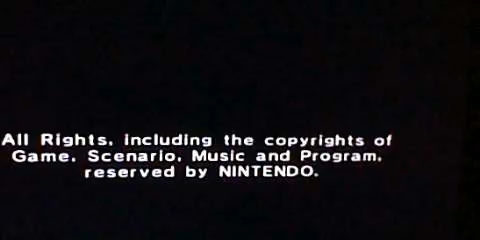 All Rights, including the copyrights of
Game, Scenario, Music and Program,
reserved by NINTENDO.